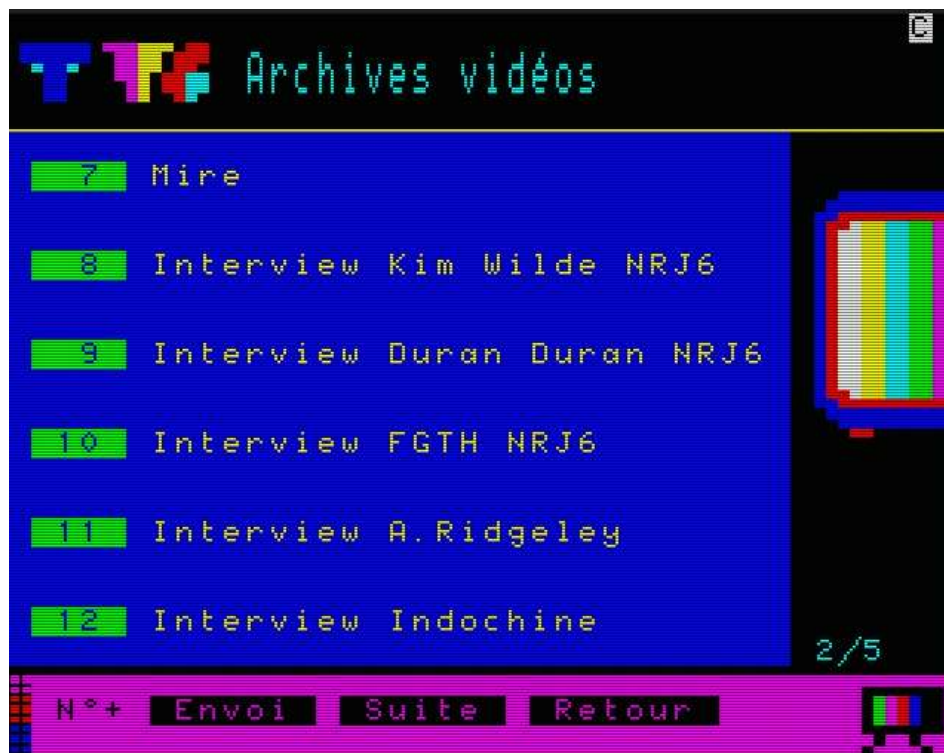 C
TV6 Archives vidéos
7 Mire
8 Interview Kim Wilde NRJ6
9 Interview Duran Duran NRJ6
10 Interview FGTH NRJ6
11 Interview A.Ridgeley
12 Interview Indochine
2/5
N°+ Envoi Suite Retour